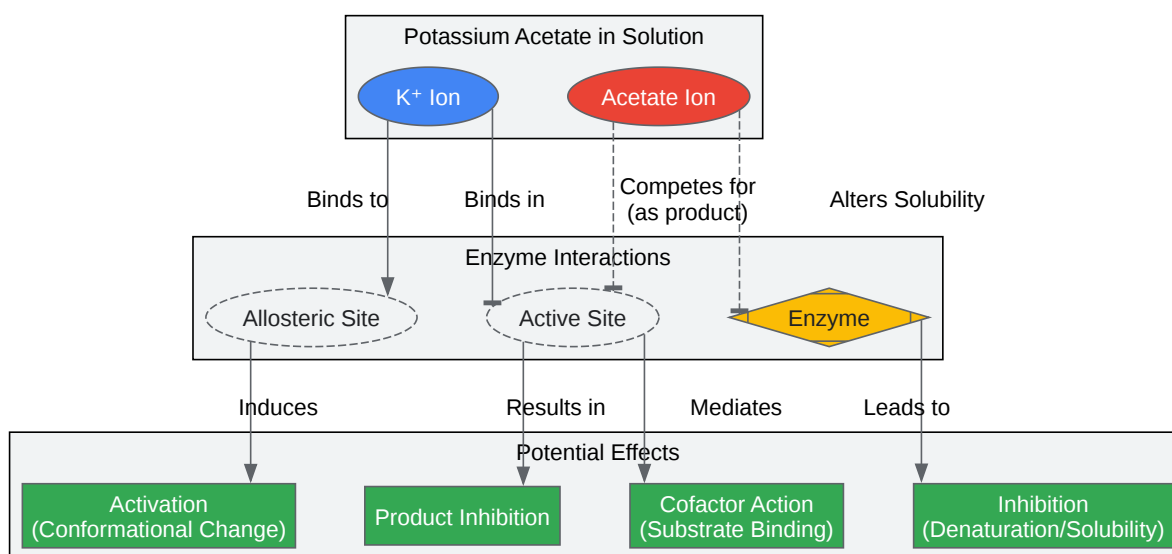 Potassium Acetate in Solution
K⁺ Ion
Acetate Ion
Binds to
Binds in
Competes for
(as product)
Alters Solubility
Enzyme Interactions
Allosteric Site
Active Site
Enzyme
Induces
Results in
Mediates
Leads to
Potential Effects
Activation
(Conformational Change)
Product Inhibition
Cofactor Action
(Substrate Binding)
Inhibition
(Denaturation/Solubility)